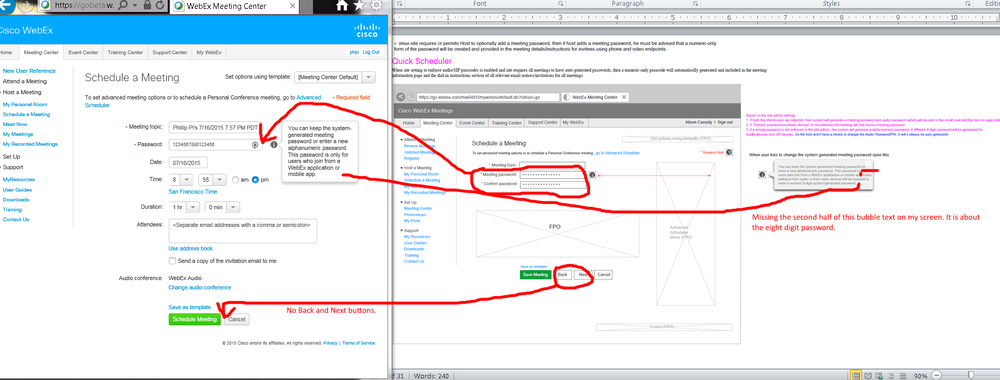 https://gobeta.w...
WebEx Meeting Center
Cisco WebEx
CISCO
Home
Meeting Center
Event Center
Training Center
Support Center
My WebEx
phpi
Log Out
New User Reference
Attend a Meeting
Host a Meeting
My Personal Room
Schedule a Meeting
Meet Now
My Meetings
My Recorded Meetings
Set Up
Support
MyResources
User Guides
Downloads
Training
Contact Us
Schedule a Meeting
Set options using template:
[Meeting Center Default]
To set advanced meeting options or to schedule a Personal Conference meeting, go to Advanced
Scheduler
• Required field
• Meeting topic:
Phillip Pi's 7/16/2015 7:57 PM PDT
• Password:
1234567890123456
Date:
07/16/2015
Time:
8
55
am
pm
San Francisco Time
Duration:
1 hr
0 min
Attendees:
<Separate email addresses with a comma or semicolon>
Use address book
Send a copy of the invitation email to me
Audio conference:
WebEx Audio
Change audio conference
Save as template
Schedule Meeting
Cancel
© 2015 Cisco and/or its affiliates. All rights reserved. Privacy | Terms of Service
You can keep the system-
generated meeting
password or enter a new
alphanumeric password.
This password is only for
users who join from a
WebEx application or
mobile app.
No Back and Next buttons.
Font
Paragraph
Styles
Editin
1 2 3 4 5 6 7 8 9 10
○ When site requires or permits Host to optionally add a meeting password, then if host adds a meeting password, he must be advised that a numeric-only
form of the password will be created and provided in the meeting details/instructions for invitees using phone and video endpoints.
Quick Scheduler
When site setting to enforce audio/SIP passcodes is enabled and site requires all meetings to have auto-generated passwords, then a numeric-only passcode will automatically generated and included in the meeting
information page and the dial-in instructions section of all relevant email notices/invitations for all meetings
https://go.webex.com/mw0401l/mywebex/default.do?siteurl=go
WebEx Meeting Center
Cisco WebEx Meetings
Home
Meeting Center
Event Center
Training Center
Support Center
My WebEx
Alison Cassidy | Sign out
Attend a Meeting
Browse Meetings
Unlisted Meeting
Register
Host a Meeting
My Personal Room
Schedule a Meeting
My Meetings
My Recorded Meetings
Set Up
Meeting Center
Preferences
My Prole
Support
My Resources
User Guides
Downloads
Training
Contact Us
Schedule a Meeting
Set options using tempalte (FPO)
To set advanced meeting options or to schedule a Personal Conference meeting , go to Advanced Scheduler
* Required field
* Meeting topic:
* Meeting password:
* Confirm password:
FPO
Advanced
Scheduler
Menu (FPO)
Save as template
Save Meeting
Back
Next
Cancel
Footer (FPO)
Based on the site admin settings
1. If both the checkboxes are selected, then system will generate a meeting password and audio password (which will be sent in the email) and add this text on page side
2. If "Enforce password on phone devices" is not selected, the meeting will only have a meeting password.
3. If a strong password is not enforced in the site admin , the system will generate a alpha numeric password. A different 8 digit password will be generated for
faudio devices and SIP devices. So the host won't have a choice to change the Audio Password/PIN .It will it always be auto generated.
When user tries to change the system generated meeting password open this
You can keep the system-generated meeting password or
enter a new alphanumeric password. This password is
users who join from a WebEx application or mobile app. Users
calling in from audio or from video devices will be required to
enter a numeric 8-digit system-generated password.
Missing the second half of this bubble text on my screen. It is about
the eight digit password.
f 31
Words: 240
90%